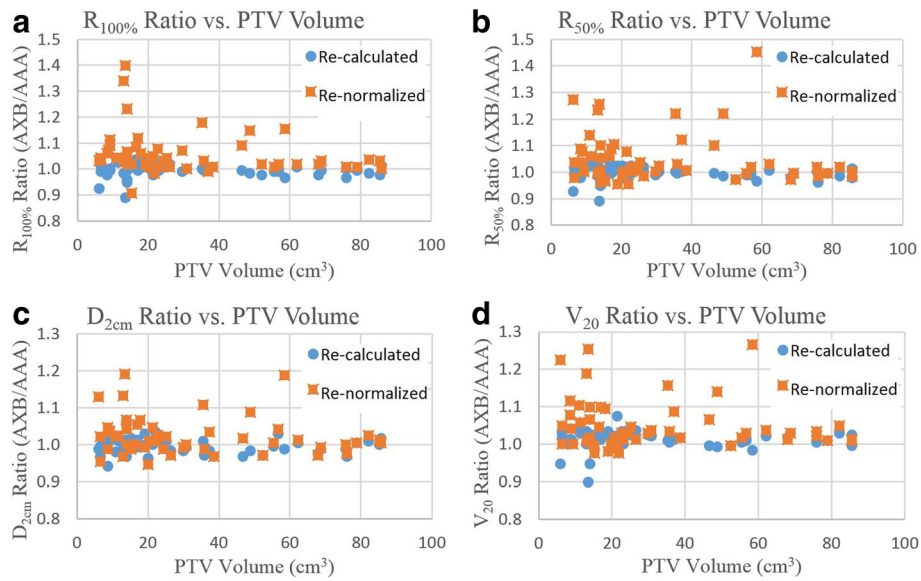 a
R100% Ratio vs. PTV Volume
R100% Ratio (AXB/AAA)
1.5
1.4
1.3
1.2
1.1
1.0
0.9
0.8
Re-calculated
Re-normalized
0 20 40 60 80 100
PTV Volume (cm³)
b
R50% Ratio vs. PTV Volume
R50% Ratio (AXB/AAA)
1.5
1.4
1.3
1.2
1.1
1.0
0.9
0.8
Re-calculated
Re-normalized
0 20 40 60 80 100
PTV Volume (cm³)
c
D2cm Ratio vs. PTV Volume
D2cm Ratio (AXB/AAA)
1.3
1.2
1.1
1.0
0.9
0.8
Re-calculated
Re-normalized
0 20 40 60 80 100
PTV Volume (cm³)
d
V20 Ratio vs. PTV Volume
V20 Ratio (AXB/AAA)
1.3
1.2
1.1
1.0
0.9
0.8
Re-calculated
Re-normalized
0 20 40 60 80 100
PTV Volume (cm³)